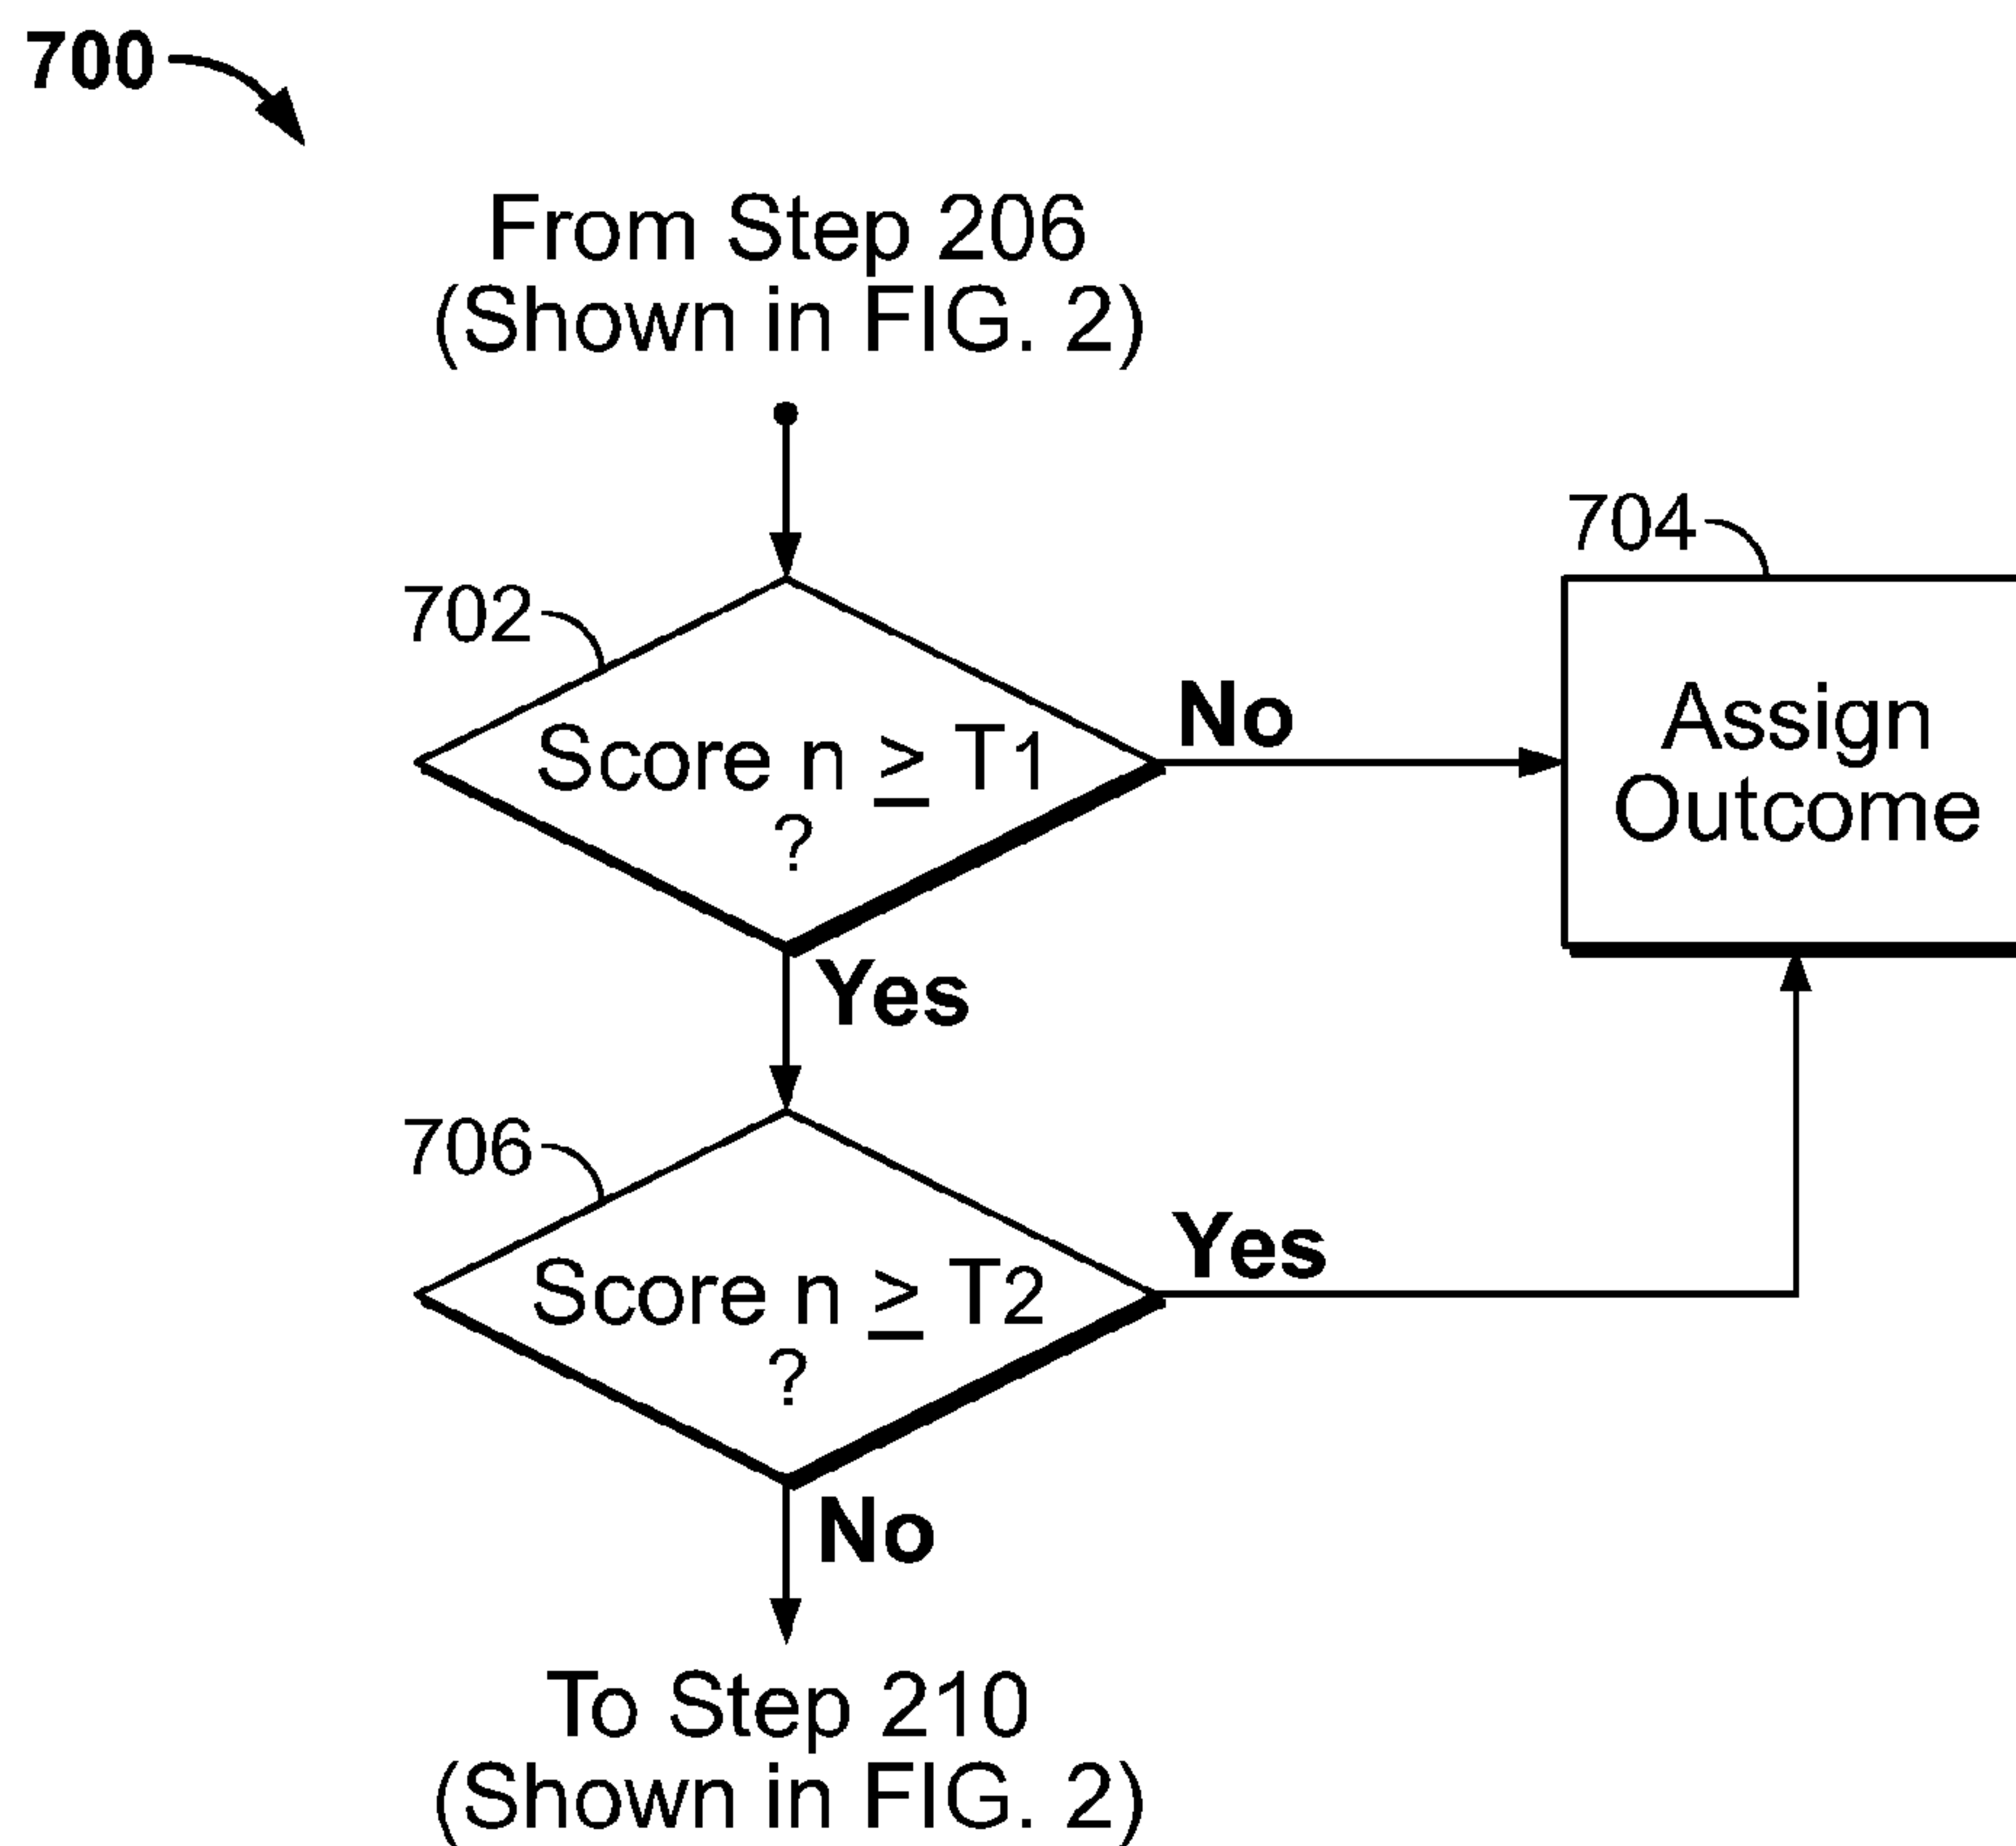 700
From Step 206
(Shown in FIG. 2)
704
702
No
Score n ≥ T1
?
Assign
Outcome
Yes
706
Yes
Score n ≥ T2
?
No
To Step 210
(Shown in FIG. 2)